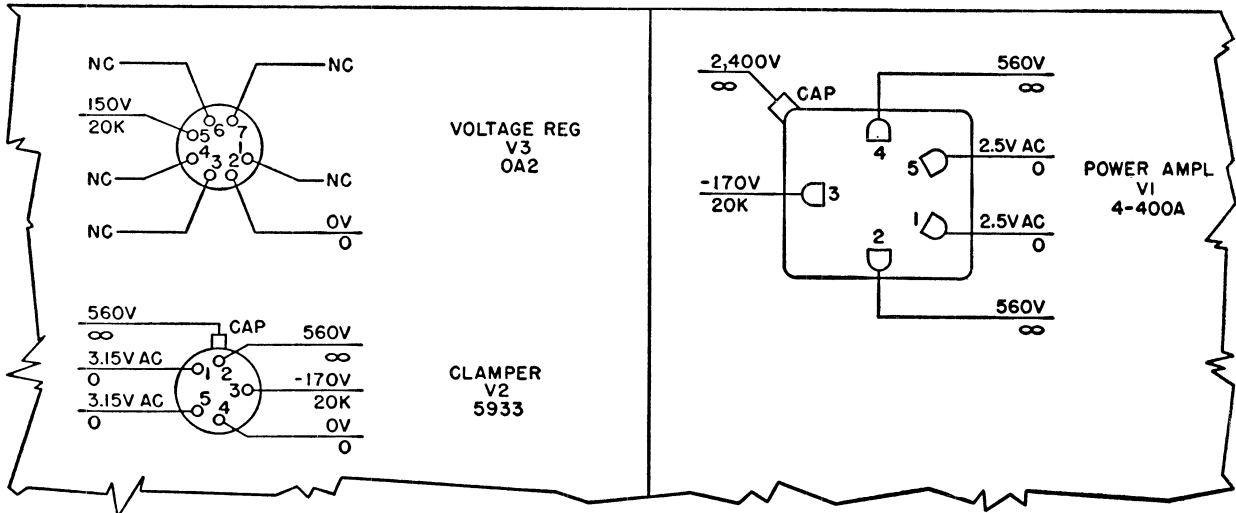 NC
NC
150V
20K
5
6
7
4
3
2
1
NC
NC
NC
0V
0
VOLTAGE REG
V3
OA2
560V
∞
CAP
560V
∞
3.15V AC
0
1
2
3
-170V
20K
3.15V AC
0
5
4
0V
0
CLAMPER
V2
5933
2,400V
∞
CAP
560V
∞
4
5
2.5V AC
0
-170V
20K
3
1
2.5V AC
0
2
560V
∞
POWER AMPL
V1
4-400A